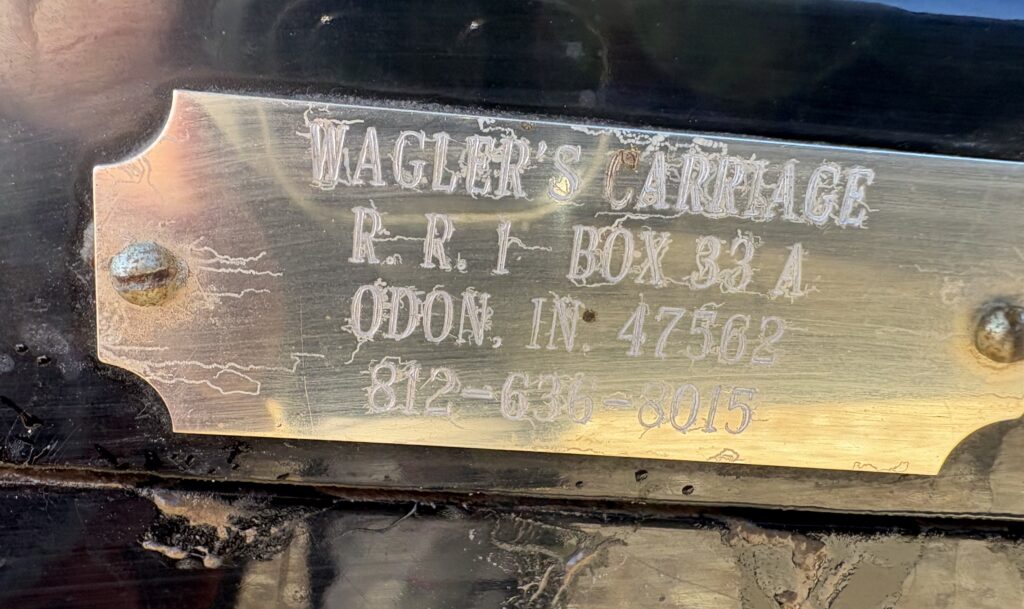 WAGLER'S CARRIAGE
R. R. 1 BOX 33 A
ODON, IN. 47562
812-636-8015